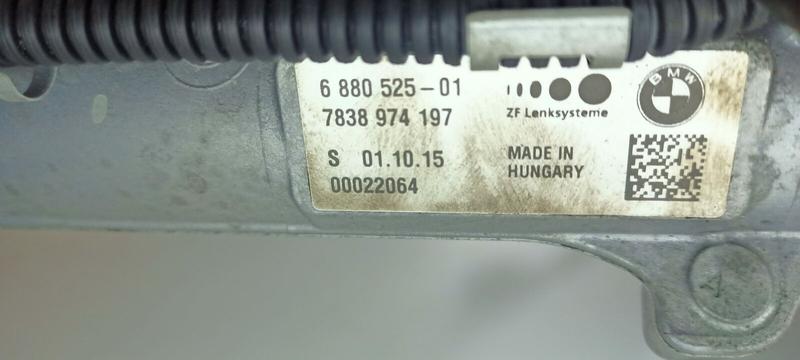 6 880 525-01
7838 974 197
S 01.10.15
00022064
ZF Lenksysteme
MADE IN
HUNGARY
BMW